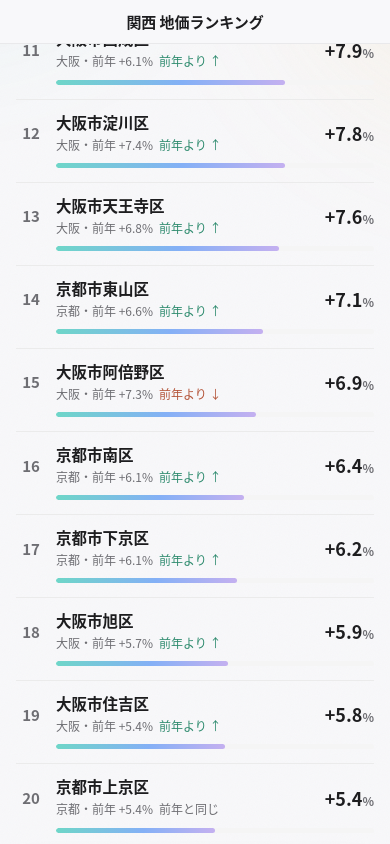 関西 地価ランキング
11
+7.9%
大阪・前年 +6.1% 前年より ↑
12
大阪市淀川区
+7.8%
大阪・前年 +7.4% 前年より ↑
13
大阪市天王寺区
+7.6%
大阪・前年 +6.8% 前年より ↑
14
京都市東山区
+7.1%
京都・前年 +6.6% 前年より ↑
15
大阪市阿倍野区
+6.9%
大阪・前年 +7.3% 前年より ↓
16
京都市南区
+6.4%
京都・前年 +6.1% 前年より ↑
17
京都市下京区
+6.2%
京都・前年 +6.1% 前年より ↑
18
大阪市旭区
+5.9%
大阪・前年 +5.7% 前年より ↑
19
大阪市住吉区
+5.8%
大阪・前年 +5.4% 前年より ↑
20
京都市上京区
+5.4%
京都・前年 +5.4% 前年と同じ